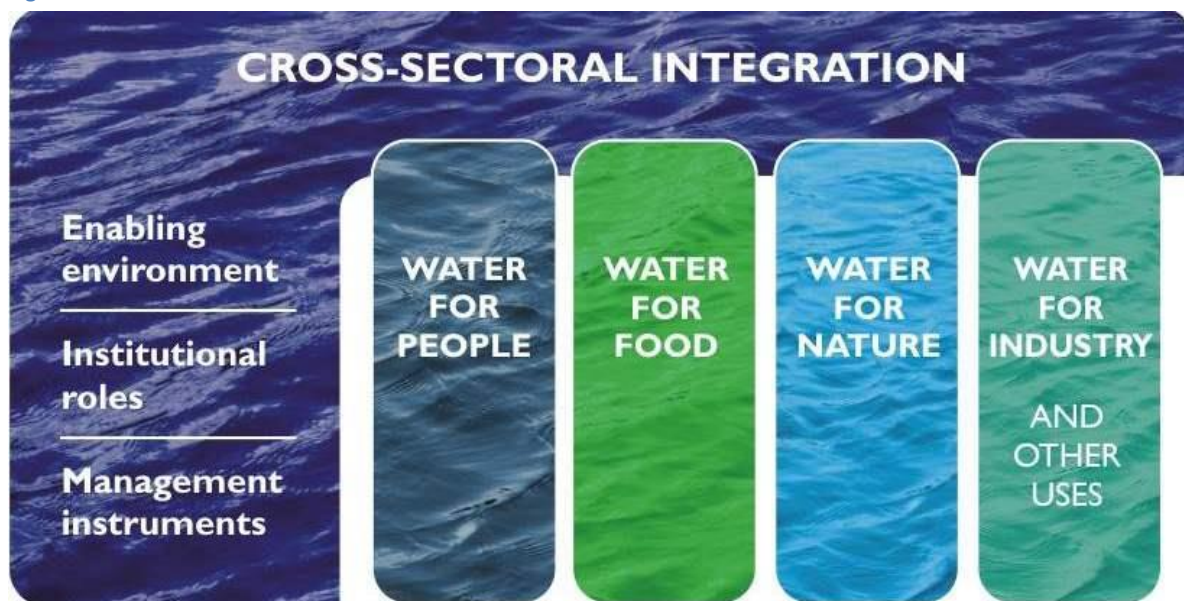 CROSS-SECTORAL INTEGRATION
Enabling
environment
Institutional
roles
Management
instruments
WATER
FOR
PEOPLE
WATER
FOR
FOOD
WATER
FOR
NATURE
WATER
FOR
INDUSTRY
AND
OTHER
USES